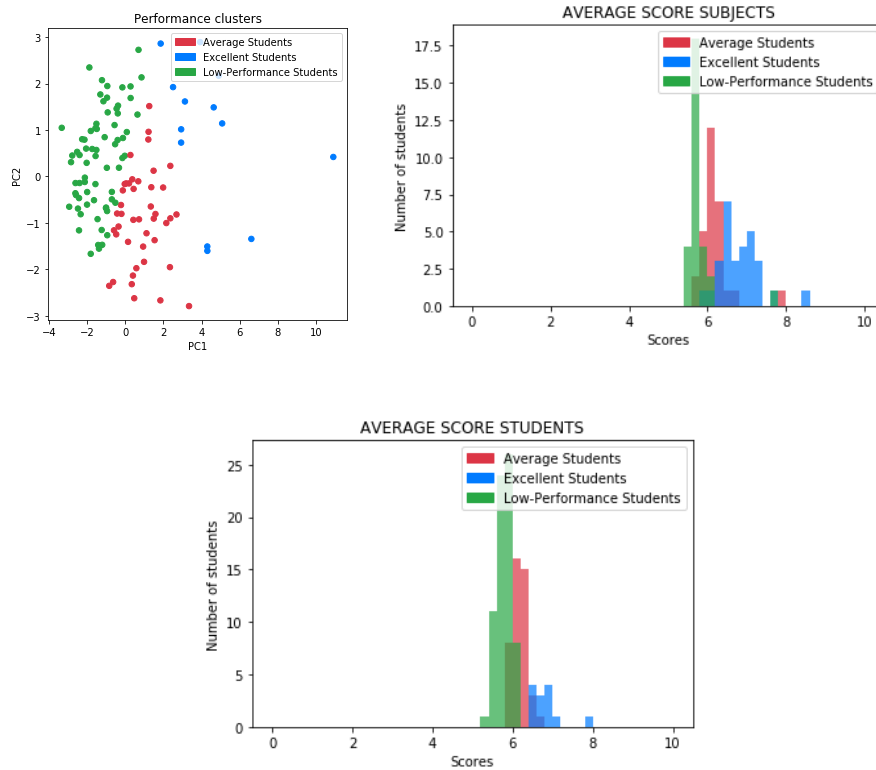 Performance clusters
3
2
1
0
−1
−2
−3
−4
−2
0
2
4
6
8
10
PC2
PC1
Average Students
Excellent Students
Low-Performance Students
AVERAGE SCORE SUBJECTS
17.5
15.0
12.5
10.0
7.5
5.0
2.5
0.0
0
2
4
6
8
10
Number of students
Scores
Average Students
Excellent Students
Low-Performance Students
AVERAGE SCORE STUDENTS
25
20
15
10
5
0
0
2
4
6
8
10
Number of students
Scores
Average Students
Excellent Students
Low-Performance Students